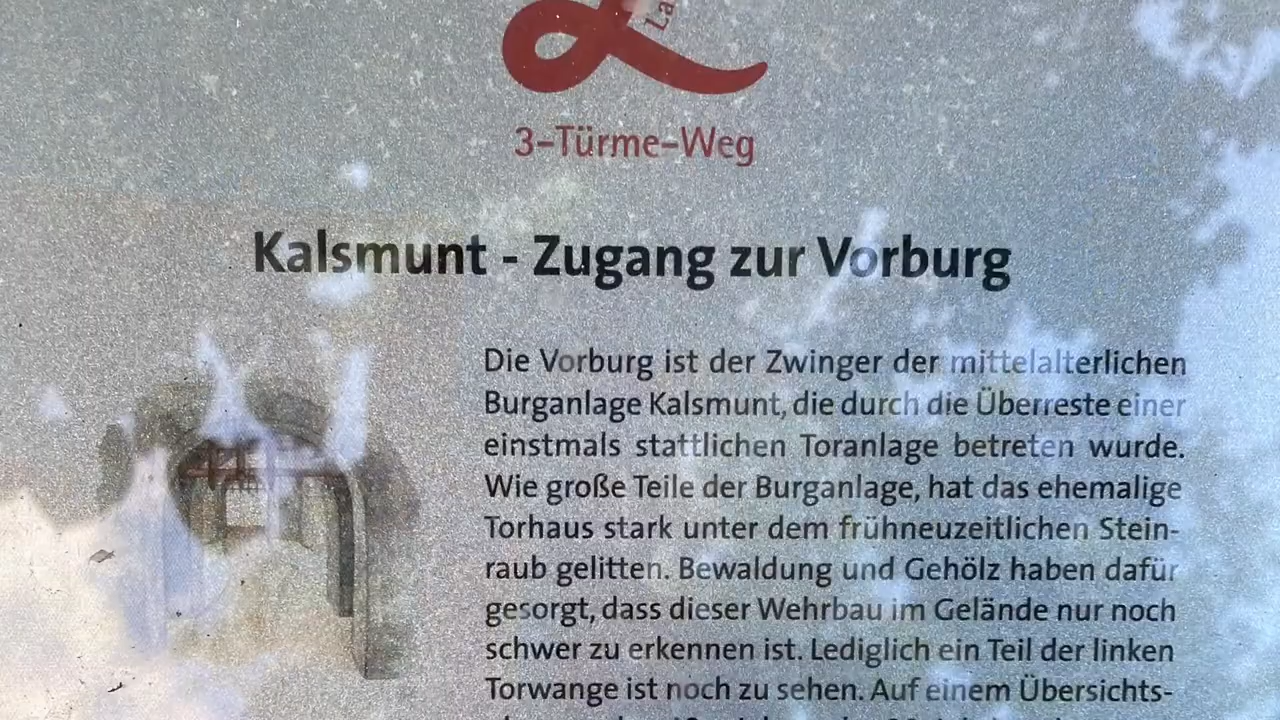 La
3-Türme-Weg
Kalsmunt - Zugang zur Vorburg
Die Vorburg ist der Zwinger der mittelalterlichen
Burganlage Kalsmunt, die durch die Überreste einer
einstmals stattlichen Toranlage betreten wurde.
Wie große Teile der Burganlage, hat das ehemalige
Torhaus stark unter dem frühneuzeitlichen Stein-
raub gelitten. Bewaldung und Gehölz haben dafür
gesorgt, dass dieser Wehrbau im Gelände nur noch
schwer zu erkennen ist. Lediglich ein Teil der linken
Torwange ist noch zu sehen. Auf einem Übersichts-